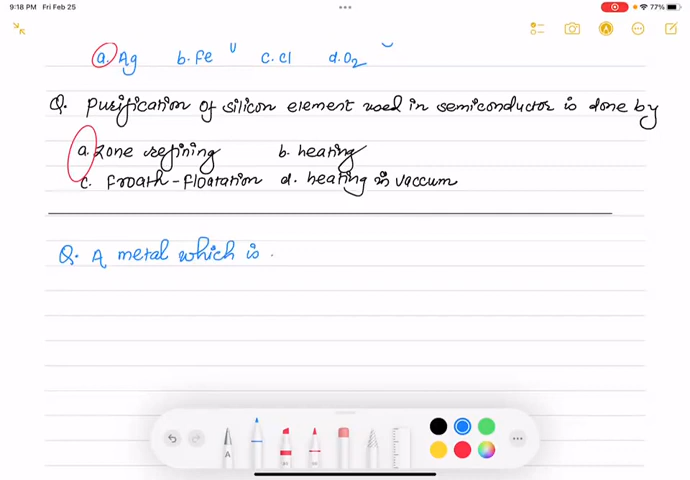 9:18 PM Fri Feb 25
77%
a. Ag b. Fe c. Cl d. O2
Q. Purification of silicon element used in semiconductor is done by
a. Zone refining b. heating
c. Froath-Floatation d. heating in vaccum
Q. A metal which is
A